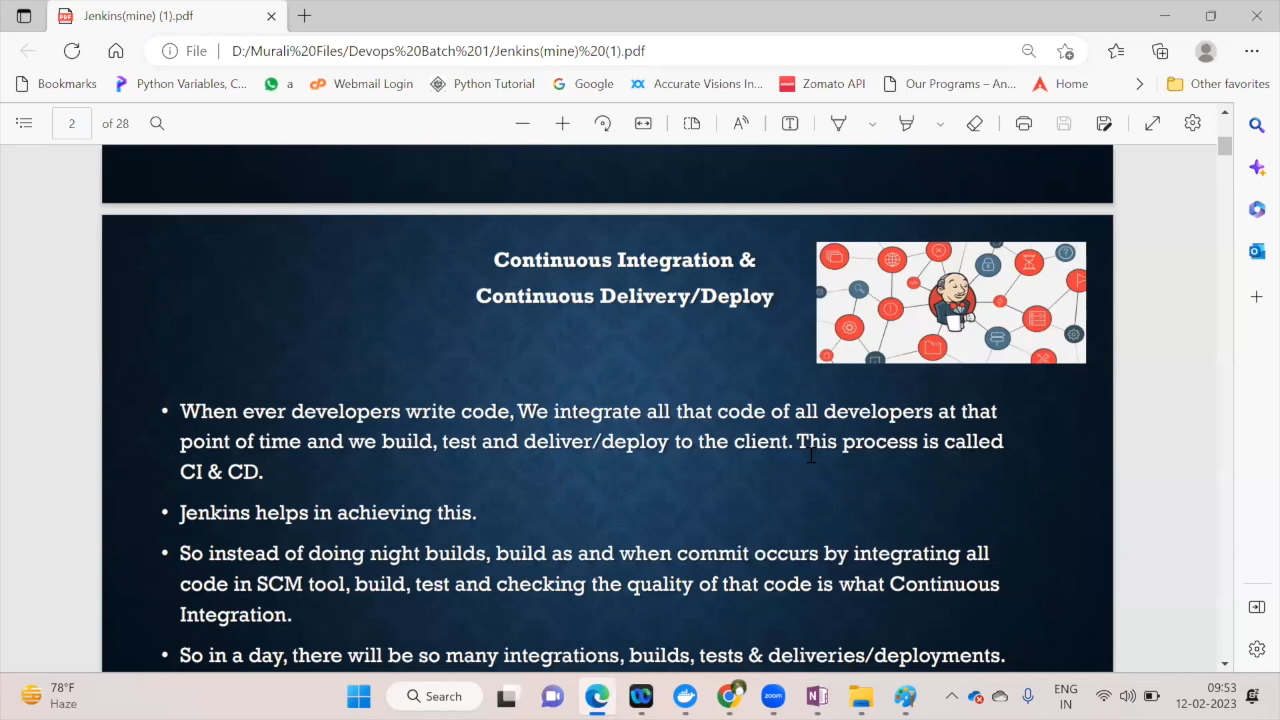 Jenkins(mine) (1).pdf
File
D:/Murali%20Files/Devops%20Batch%201/Jenkins(mine)%20(1).pdf
Bookmarks
Python Variables, C...
a
Webmail Login
Python Tutorial
Google
Accurate Visions In...
Zomato API
Our Programs – An...
Home
Other favorites
2
of 28
Continuous Integration &
Continuous Delivery/Deploy
• When ever developers write code, We integrate all that code of all developers at that
point of time and we build, test and deliver/deploy to the client. This process is called
CI & CD.
• Jenkins helps in achieving this.
• So instead of doing night builds, build as and when commit occurs by integrating all
code in SCM tool, build, test and checking the quality of that code is what Continuous
Integration.
• So in a day, there will be so many integrations, builds, tests & deliveries/deployments.
78°F
Haze
Search
zoom
ENG
IN
09:53
12-02-2023